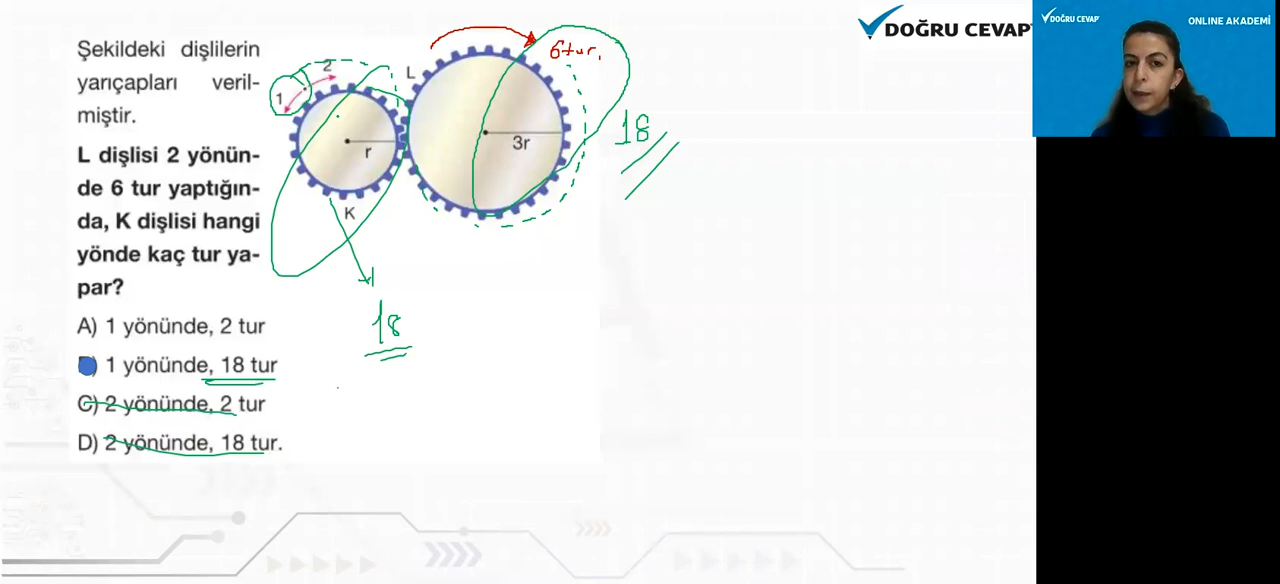 Şekildeki dişlilerin
yarıçapları veril-
miştir.
L dişlisi 2 yönün-
de 6 tur yaptığın-
da, K dişlisi hangi
yönde kaç tur ya-
par?
A) 1 yönünde, 2 tur
) 1 yönünde, 18 tur
C) 2 yönünde, 2 tur
D) 2 yönünde, 18 tur.
1
2
L
r
K
3r
6 tur.
18
18
DOĞRU CEVAP
DOĞRU CEVAP
ONLINE AKADEMİ